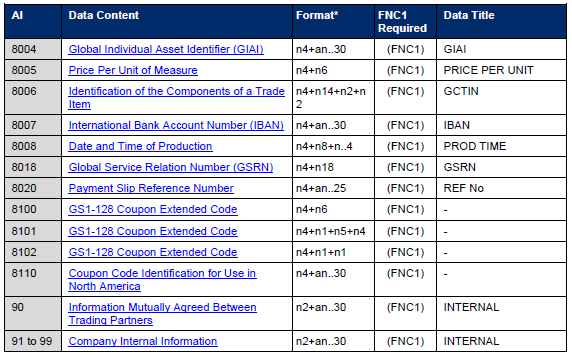 AI Data Content Format* FNC1 Required Data Title
8004 Global Individual Asset Identifier (GIAI) n4+an..30 (FNC1) GIAI
8005 Price Per Unit of Measure n4+n6 (FNC1) PRICE PER UNIT
8006 Identification of the Components of a Trade Item n4+n14+n2+n2 (FNC1) GCTIN
8007 International Bank Account Number (IBAN) n4+an..30 (FNC1) IBAN
8008 Date and Time of Production n4+n8+n..4 (FNC1) PROD TIME
8018 Global Service Relation Number (GSRN) n4+n18 (FNC1) GSRN
8020 Payment Slip Reference Number n4+an..25 (FNC1) REF No
8100 GS1-128 Coupon Extended Code n4+n6 (FNC1) -
8101 GS1-128 Coupon Extended Code n4+n1+n5+n4 (FNC1) -
8102 GS1-128 Coupon Extended Code n4+n1+n1 (FNC1) -
8110 Coupon Code Identification for Use in North America n4+an..30 (FNC1) -
90 Information Mutually Agreed Between Trading Partners n2+an..30 (FNC1) INTERNAL
91 to 99 Company Internal Information n2+an..30 (FNC1) INTERNAL